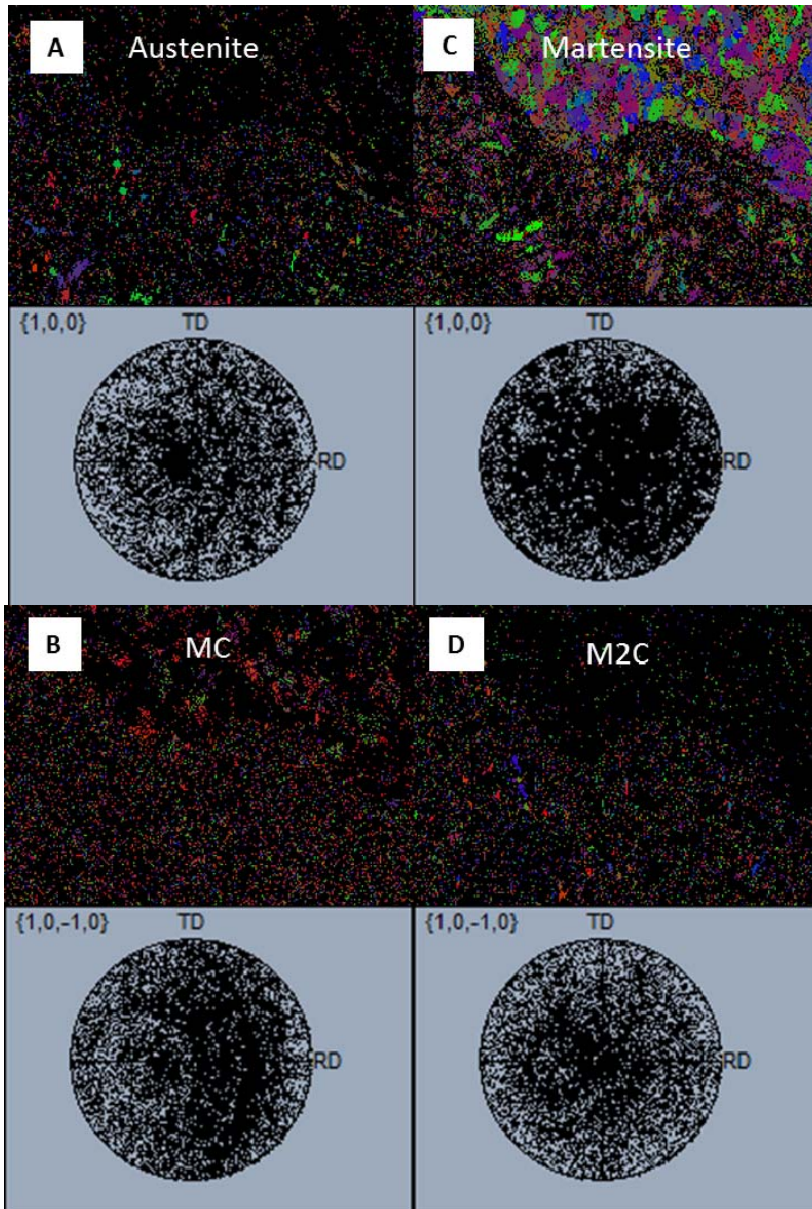 A
Austenite
C
Martensite
{1,0,0}
TD
RD
{1,0,0}
TD
RD
B
MC
D
M2C
{1,0,-1,0}
TD
RD
{1,0,-1,0}
TD
RD